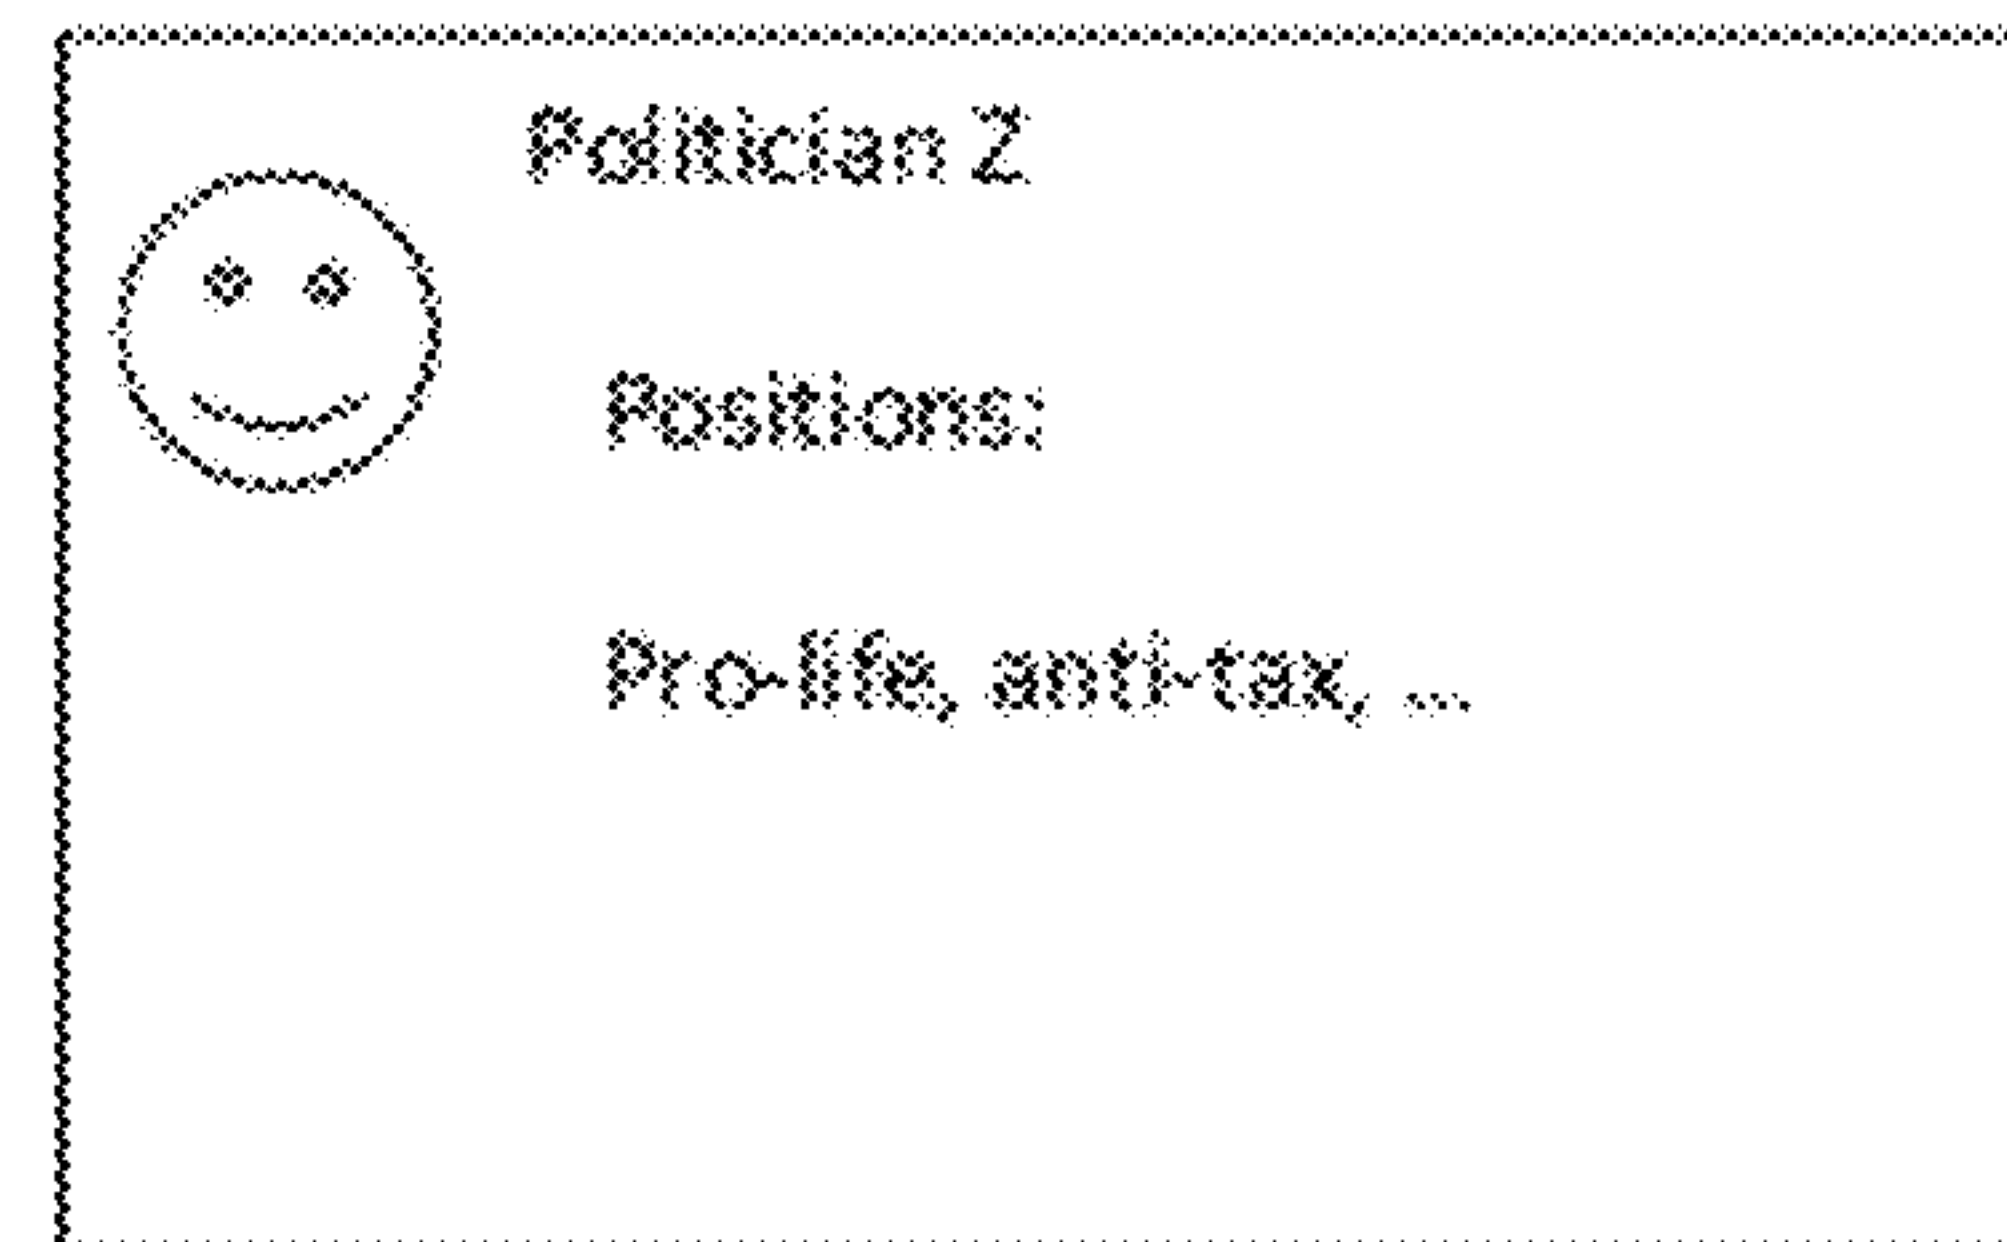 Politician Z
Positions:
Pro-life, anti-tax, ...